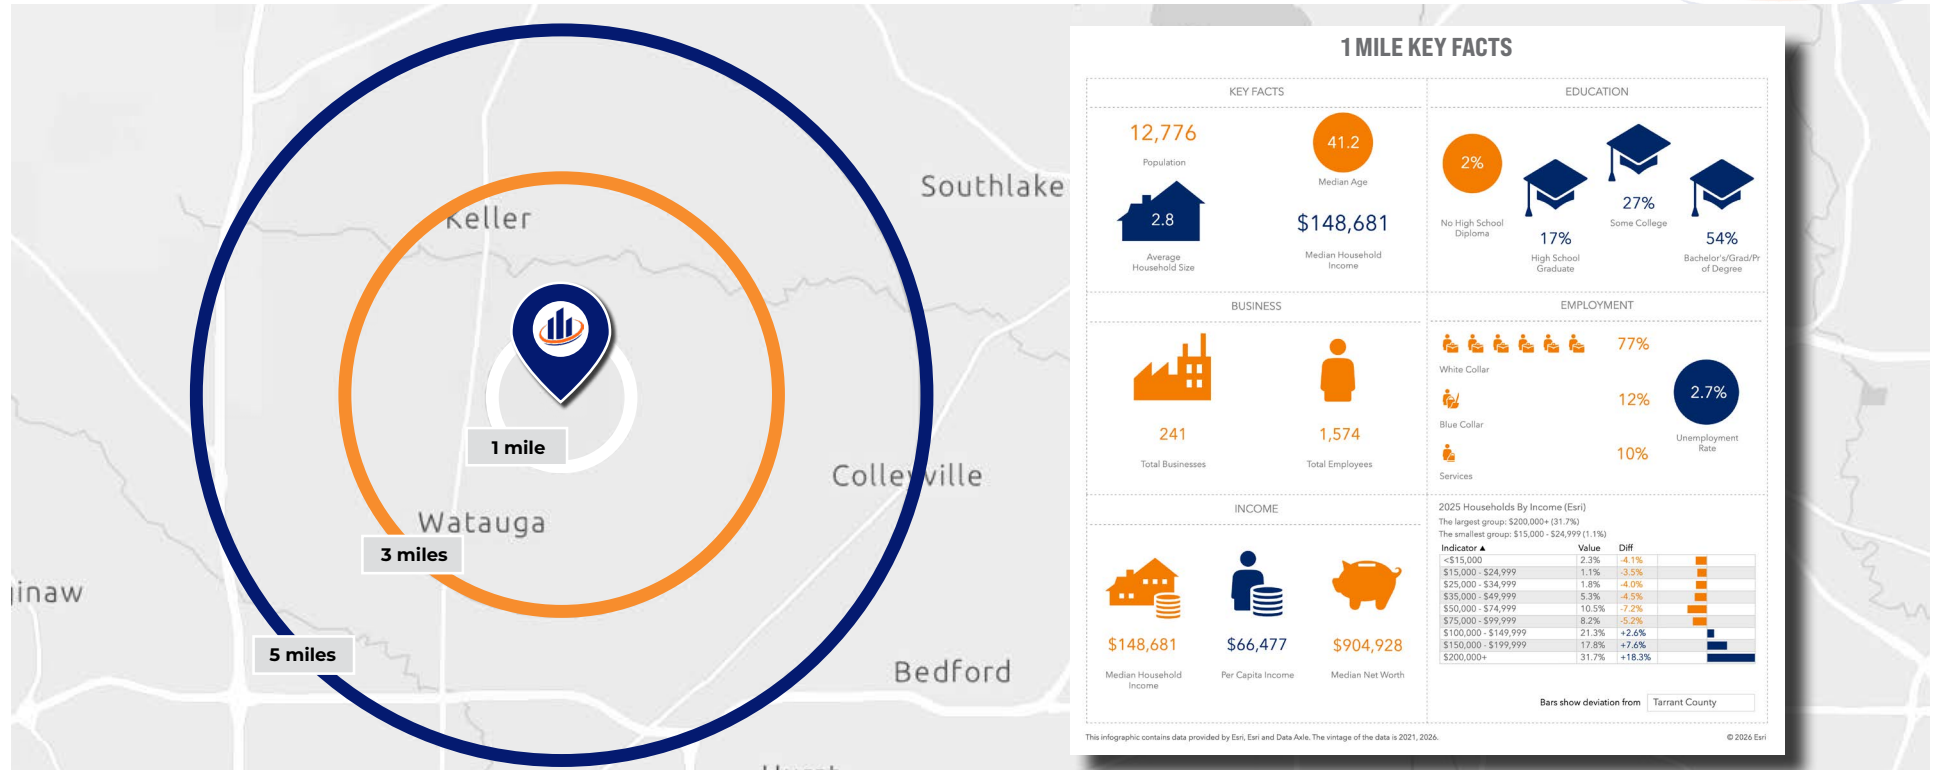 Southlake
Keller
1 mile
Colleyville
Watauga
3 miles
ginaw
5 miles
Bedford
1 MILE KEY FACTS
KEY FACTS
12,776
Population
41.2
Median Age
2.8
Average
Household Size
$148,681
Median Household
Income
EDUCATION
2%
No High School
Diploma
17%
High School
Graduate
27%
Some College
54%
Bachelor's/Grad/Pr
of Degree
BUSINESS
241
Total Businesses
1,574
Total Employees
EMPLOYMENT
77%
White Collar
12%
Blue Collar
10%
Services
2.7%
Unemployment
Rate
INCOME
$148,681
Median Household
Income
$66,477
Per Capita Income
$904,928
Median Net Worth
2025 Households By Income (Esri)
The largest group: $200,000+ (31.7%)
The smallest group: $15,000 - $24,999 (1.1%)
Indicator ▲ Value Diff
<$15,000 2.3% -4.1%
$15,000 - $24,999 1.1% -3.5%
$25,000 - $34,999 1.8% -4.0%
$35,000 - $49,999 5.3% -4.5%
$50,000 - $74,999 10.5% -7.2%
$75,000 - $99,999 8.2% -5.2%
$100,000 - $149,999 21.3% +2.6%
$150,000 - $199,999 17.8% +7.6%
$200,000+ 31.7% +18.3%
Bars show deviation from Tarrant County
This infographic contains data provided by Esri, Esri and Data Axle. The vintage of the data is 2021, 2026.
© 2026 Esri